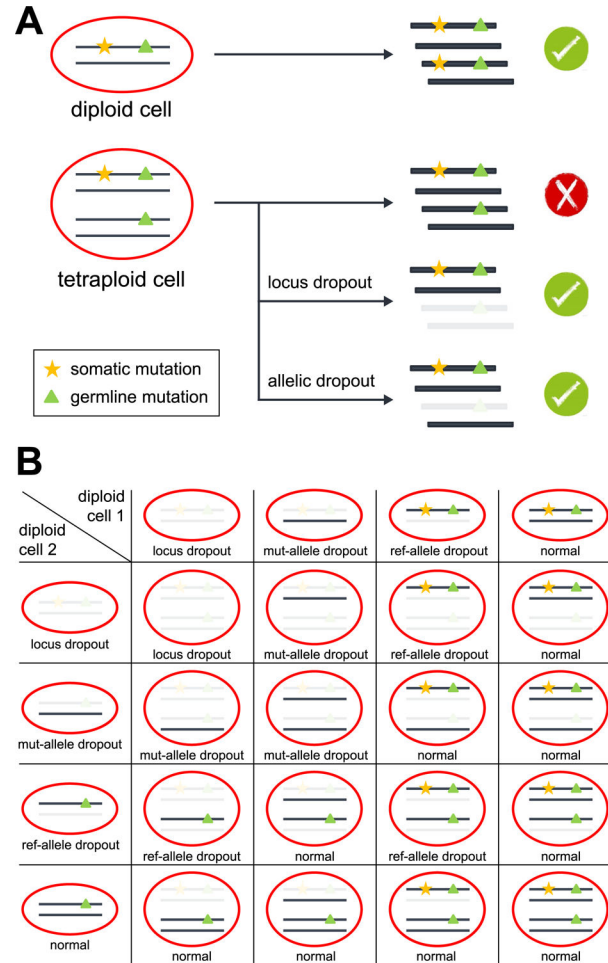 A
diploid cell
tetraploid cell
locus dropout
allelic dropout
somatic mutation
germline mutation
B
diploid
cell 1
diploid
cell 2
locus dropout
mut-allele dropout
ref-allele dropout
normal
locus dropout
locus dropout
mut-allele dropout
ref-allele dropout
normal
mut-allele dropout
mut-allele dropout
mut-allele dropout
normal
normal
ref-allele dropout
ref-allele dropout
normal
ref-allele dropout
normal
normal
normal
normal
normal
normal